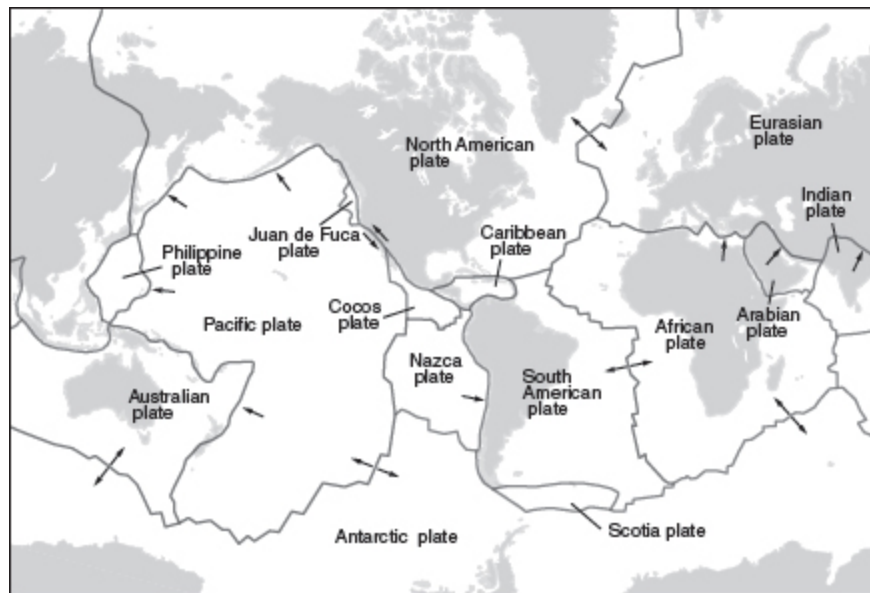 North American
plate
Eurasian
plate
Indian
plate
Juan de Fuca
plate
Caribbean
plate
Philippine
plate
Cocos
plate
Pacific plate
African
plate
Arabian
plate
Nazca
plate
South
American
plate
Australian
plate
Antarctic plate
Scotia plate